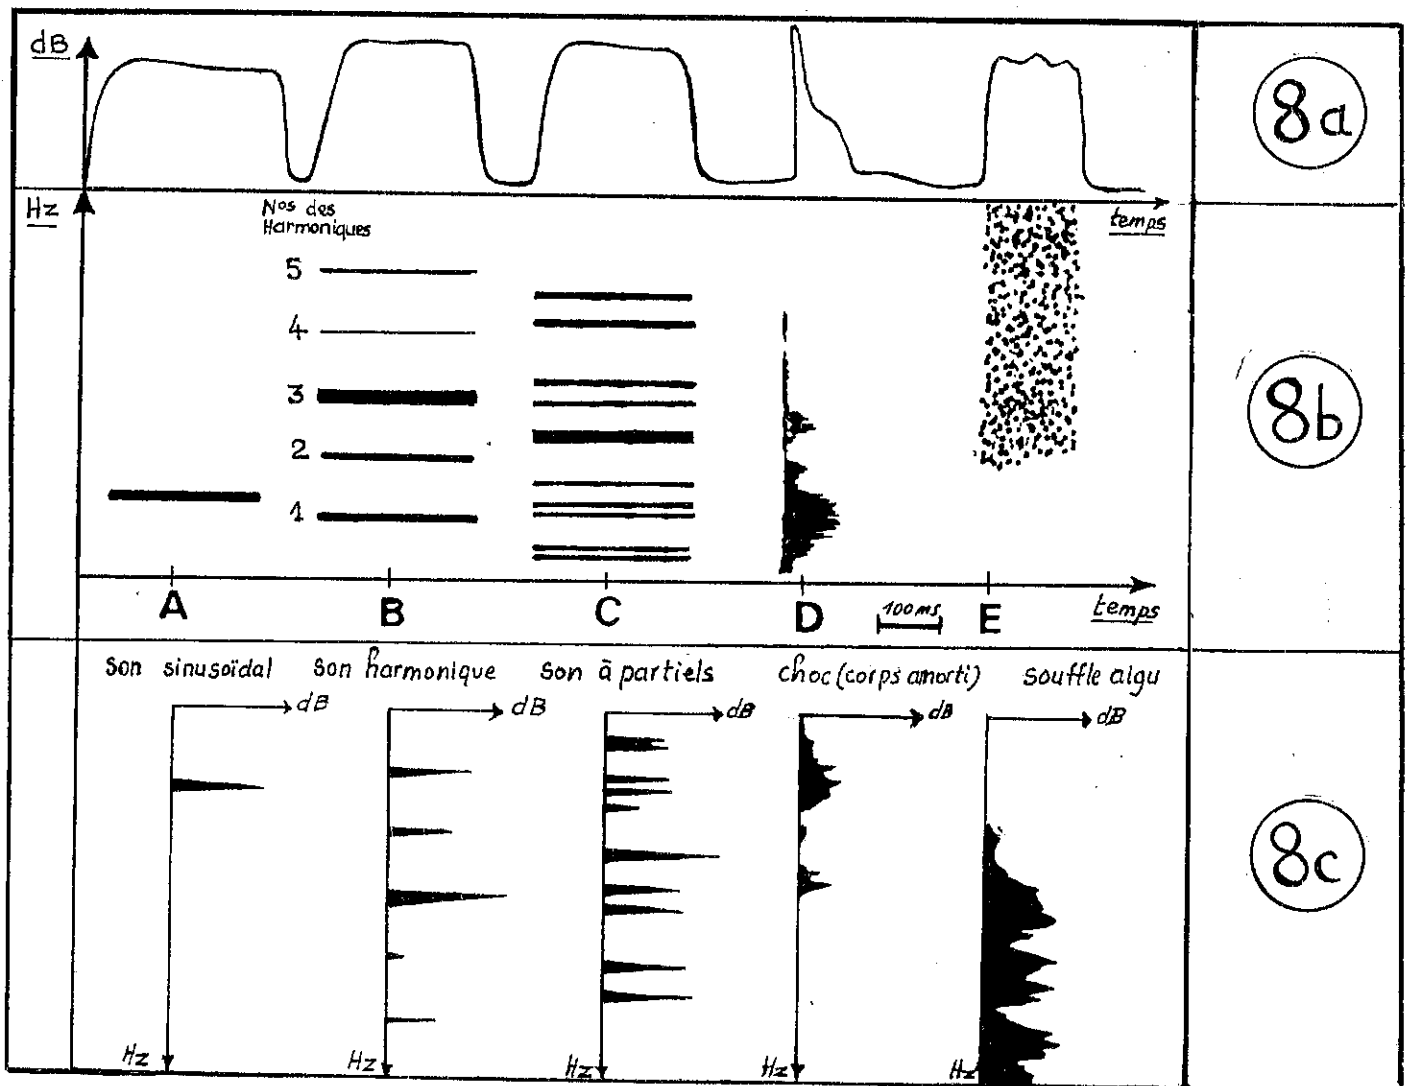 dB
8a
temps
Hz
Nos des
Harmoniques
5
4
3
2
1
8b
A
B
C
D
100ms
E
temps
Son sinusoïdal
Son harmonique
Son à partiels
choc (corps amorti)
souffle aigu
dB
dB
dB
dB
dB
8c
Hz
Hz
Hz
Hz
Hz